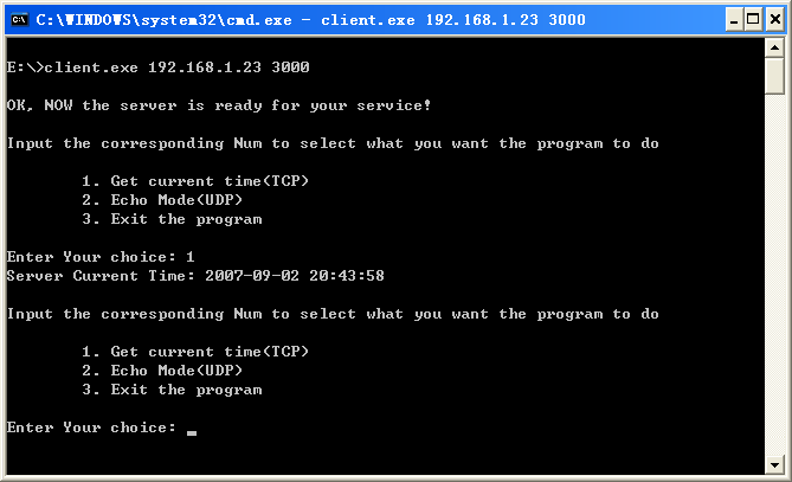 C:\WINDOWS\system32\cmd.exe - client.exe 192.168.1.23 3000
E:\>client.exe 192.168.1.23 3000
OK, NOW the server is ready for your service!
Input the corresponding Num to select what you want the program to do
1. Get current time(TCP)
2. Echo Mode(UDP)
3. Exit the program
Enter Your choice: 1
Server Current Time: 2007-09-02 20:43:58
Input the corresponding Num to select what you want the program to do
1. Get current time(TCP)
2. Echo Mode(UDP)
3. Exit the program
Enter Your choice: _